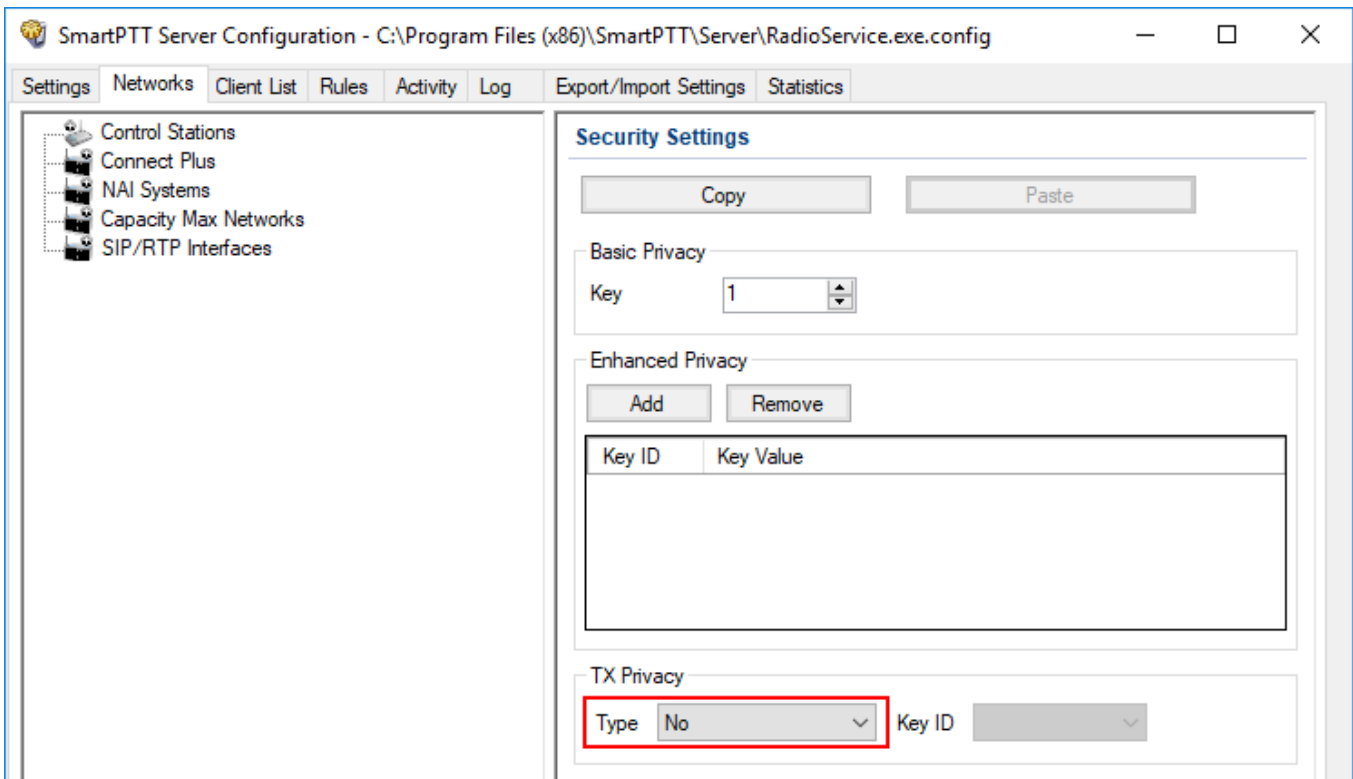 SmartPTT Server Configuration - C:\Program Files (x86)\SmartPTT\Server\RadioService.exe.config
Settings Networks Client List Rules Activity Log Export/Import Settings Statistics
Control Stations
Connect Plus
NAI Systems
Capacity Max Networks
SIP/RTP Interfaces
Security Settings
Copy Paste
Basic Privacy
Key 1
Enhanced Privacy
Add Remove
Key ID Key Value
TX Privacy
Type No Key ID